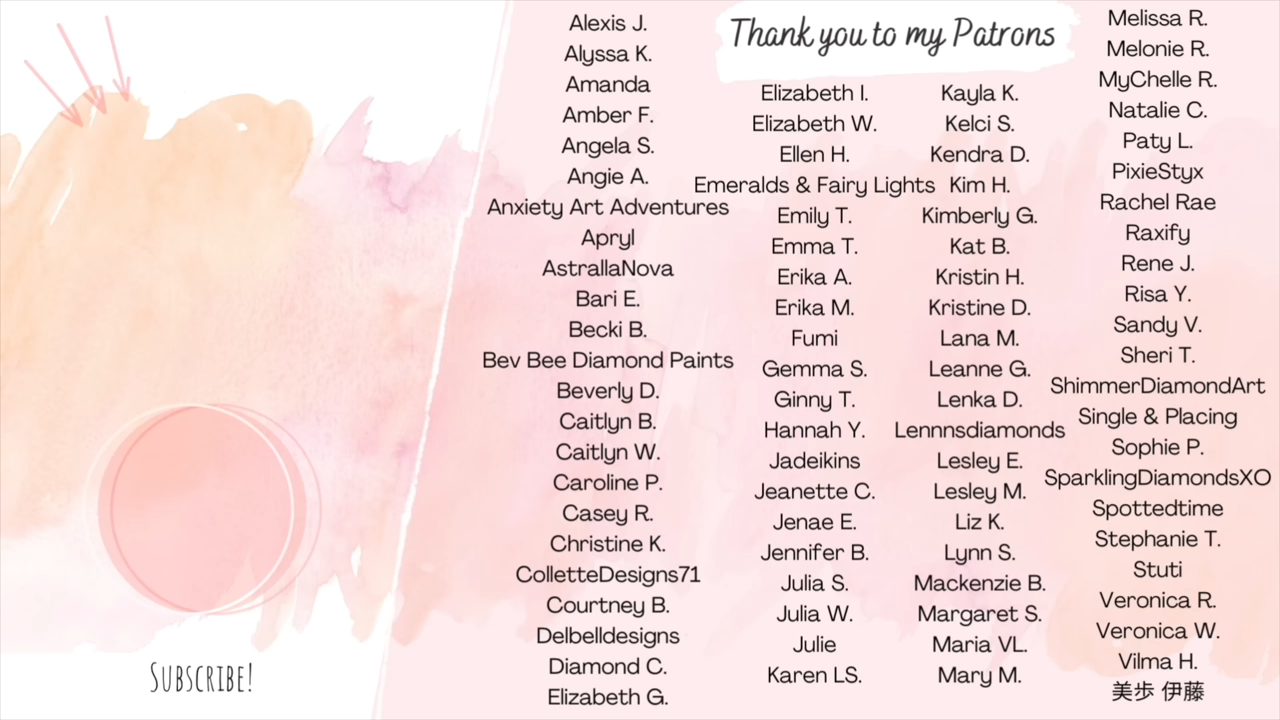 Thank you to my Patrons
Alexis J.
Alyssa K.
Amanda
Amber F.
Angela S.
Angie A.
Anxiety Art Adventures
Apryl
AstrallaNova
Bari E.
Becki B.
Bev Bee Diamond Paints
Beverly D.
Caitlyn B.
Caitlyn W.
Caroline P.
Casey R.
Christine K.
ColletteDesigns71
Courtney B.
Delbelldesigns
Diamond C.
Elizabeth G.
Elizabeth I.
Elizabeth W.
Ellen H.
Emeralds & Fairy Lights
Emily T.
Emma T.
Erika A.
Erika M.
Fumi
Gemma S.
Ginny T.
Hannah Y.
Jadeikins
Jeanette C.
Jenae E.
Jennifer B.
Julia S.
Julia W.
Julie
Karen LS.
Kayla K.
Kelci S.
Kendra D.
Kim H.
Kimberly G.
Kat B.
Kristin H.
Kristine D.
Lana M.
Leanne G.
Lenka D.
Lennnsdiamonds
Lesley E.
Lesley M.
Liz K.
Lynn S.
Mackenzie B.
Margaret S.
Maria VL.
Mary M.
Melissa R.
Melonie R.
MyChelle R.
Natalie C.
Paty L.
PixieStyx
Rachel Rae
Raxify
Rene J.
Risa Y.
Sandy V.
Sheri T.
ShimmerDiamondArt
Single & Placing
Sophie P.
SparklingDiamondsXO
Spottedtime
Stephanie T.
Stuti
Veronica R.
Veronica W.
Vilma H.
美歩 伊藤
Subscribe!